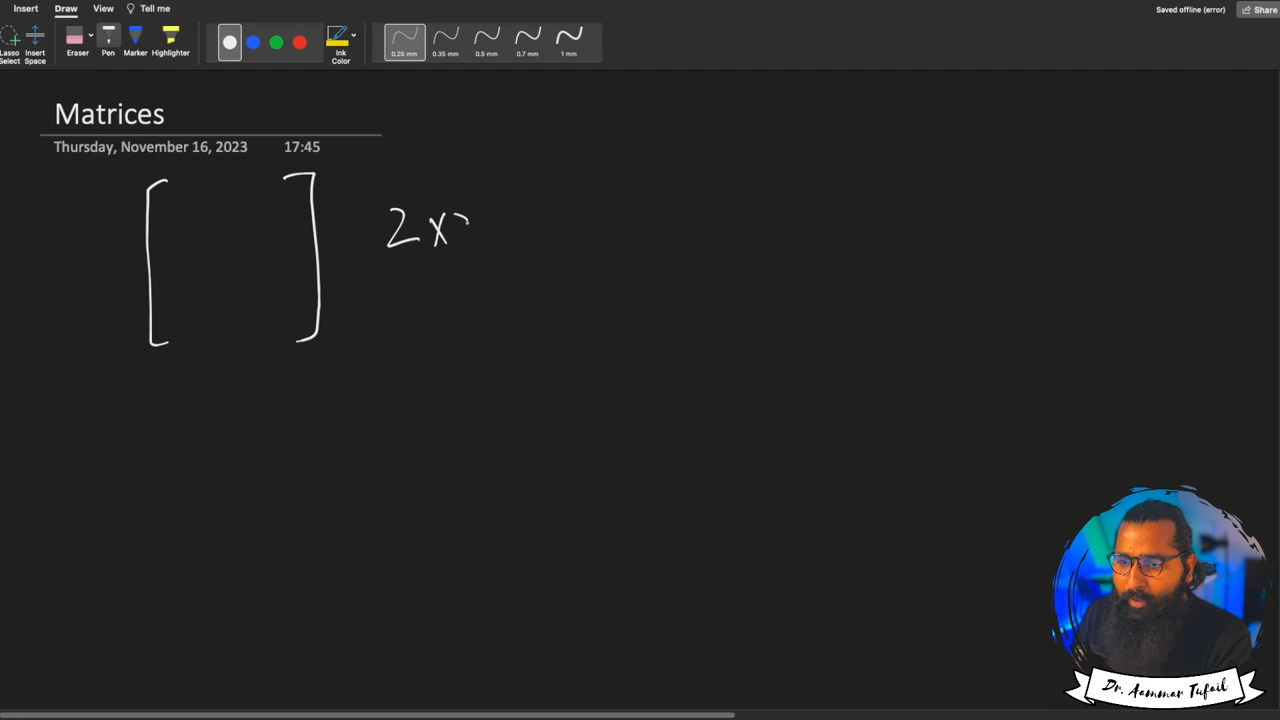 Insert Draw View Tell me Saved offline (error) Share
Lasso Select Insert Space Eraser Pen Marker Highlighter Ink Color 0.25 mm 0.35 mm 0.5 mm 0.7 mm 1 mm
Matrices
Thursday, November 16, 2023 17:45
[ ] 2 x
Dr. Aammar Tufail